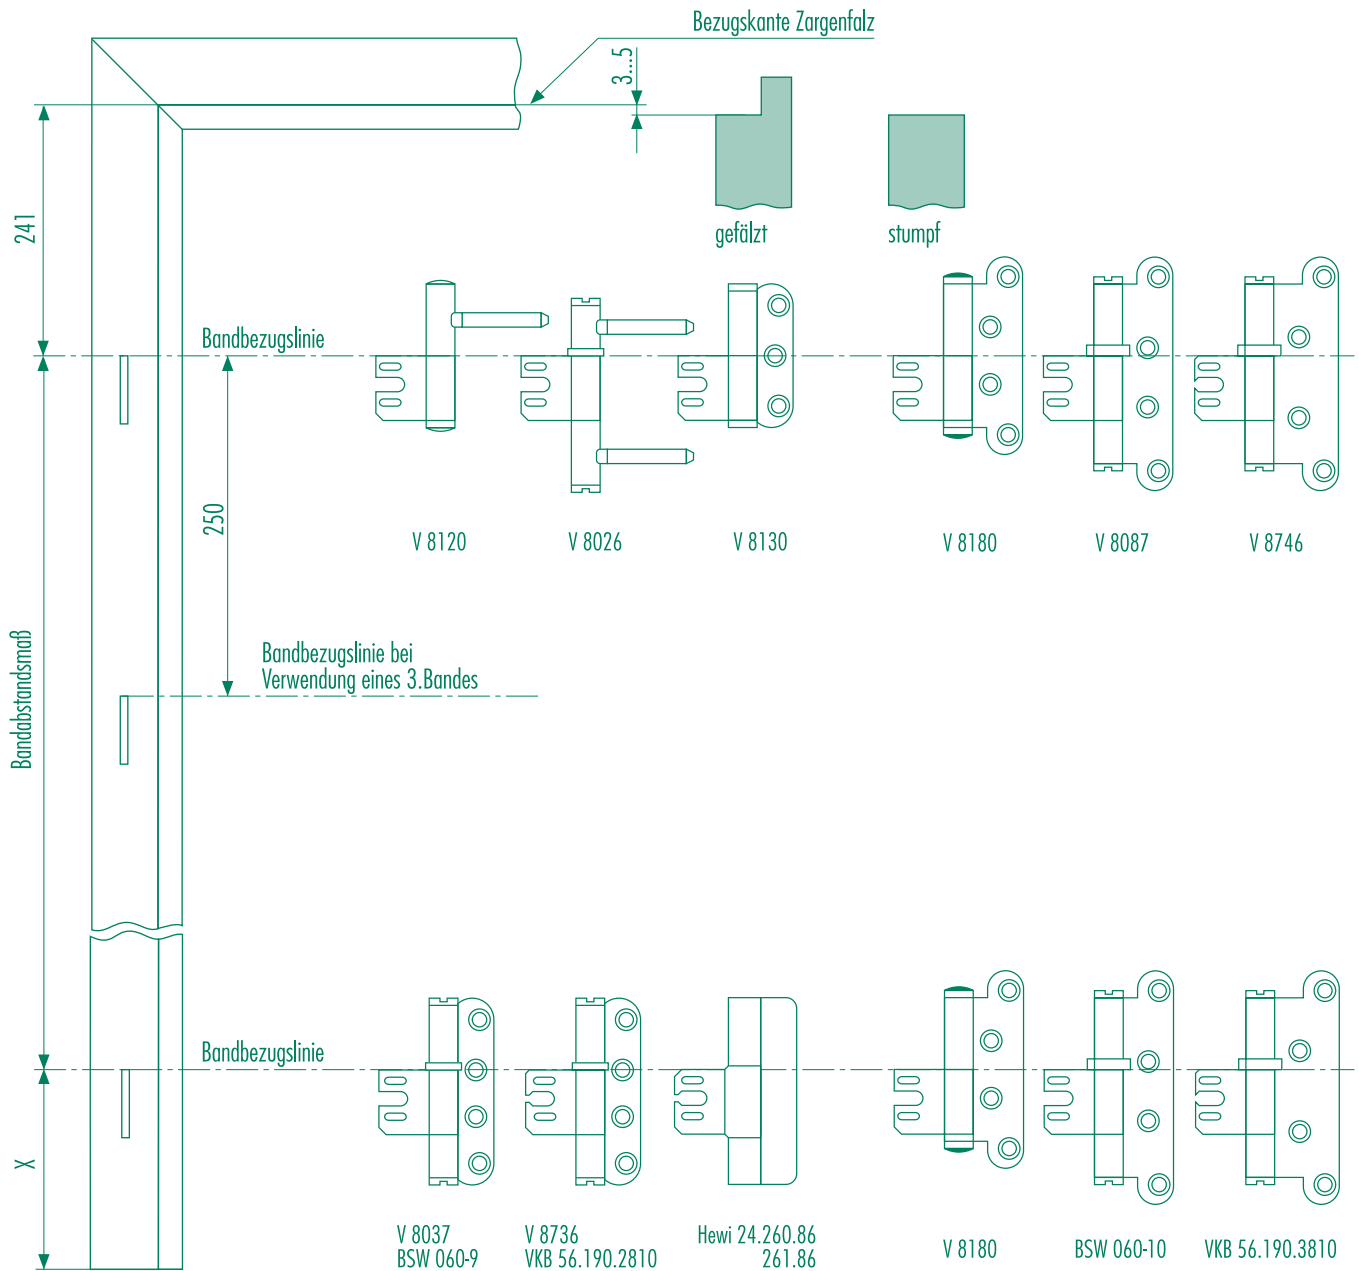 Bezugskante Zargenfalz
3...5
241
gefälzt
stumpf
Bandbezugslinie
250
V 8120
V 8026
V 8130
V 8180
V 8087
V 8746
Bandabstandsmaß
Bandbezugslinie bei
Verwendung eines 3.Bandes
Bandbezugslinie
X
V 8037
BSW 060-9
V 8736
VKB 56.190.2810
Hewi 24.260.86
261.86
V 8180
BSW 060-10
VKB 56.190.3810